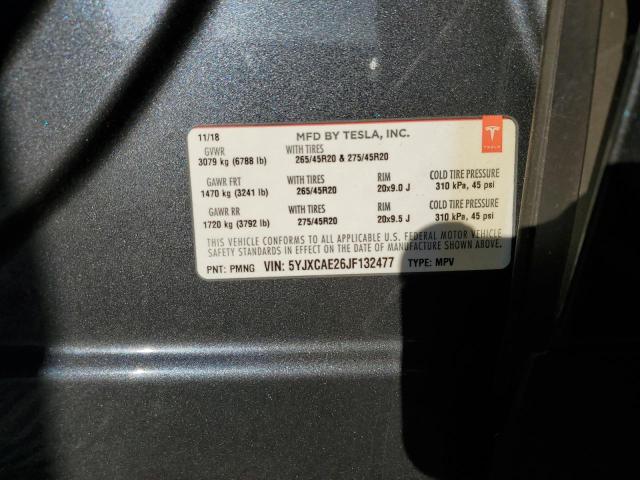 11/18 MFD BY TESLA, INC.
GVWR WITH TIRES
3079 kg (6788 lb) 265/45R20 & 275/45R20
GAWR FRT WITH TIRES RIM COLD TIRE PRESSURE
1470 kg (3241 lb) 265/45R20 20x9.0 J 310 kPa, 45 psi
GAWR RR WITH TIRES RIM COLD TIRE PRESSURE
1720 kg (3792 lb) 275/45R20 20x9.5 J 310 kPa, 45 psi
THIS VEHICLE CONFORMS TO ALL APPLICABLE U.S. FEDERAL MOTOR VEHICLE
SAFETY STANDARDS IN EFFECT ON THE DATE OF MANUFACTURE SHOWN ABOVE.
PNT: PMNG VIN: 5YJXCAE26JF132477 TYPE: MPV
TESLA